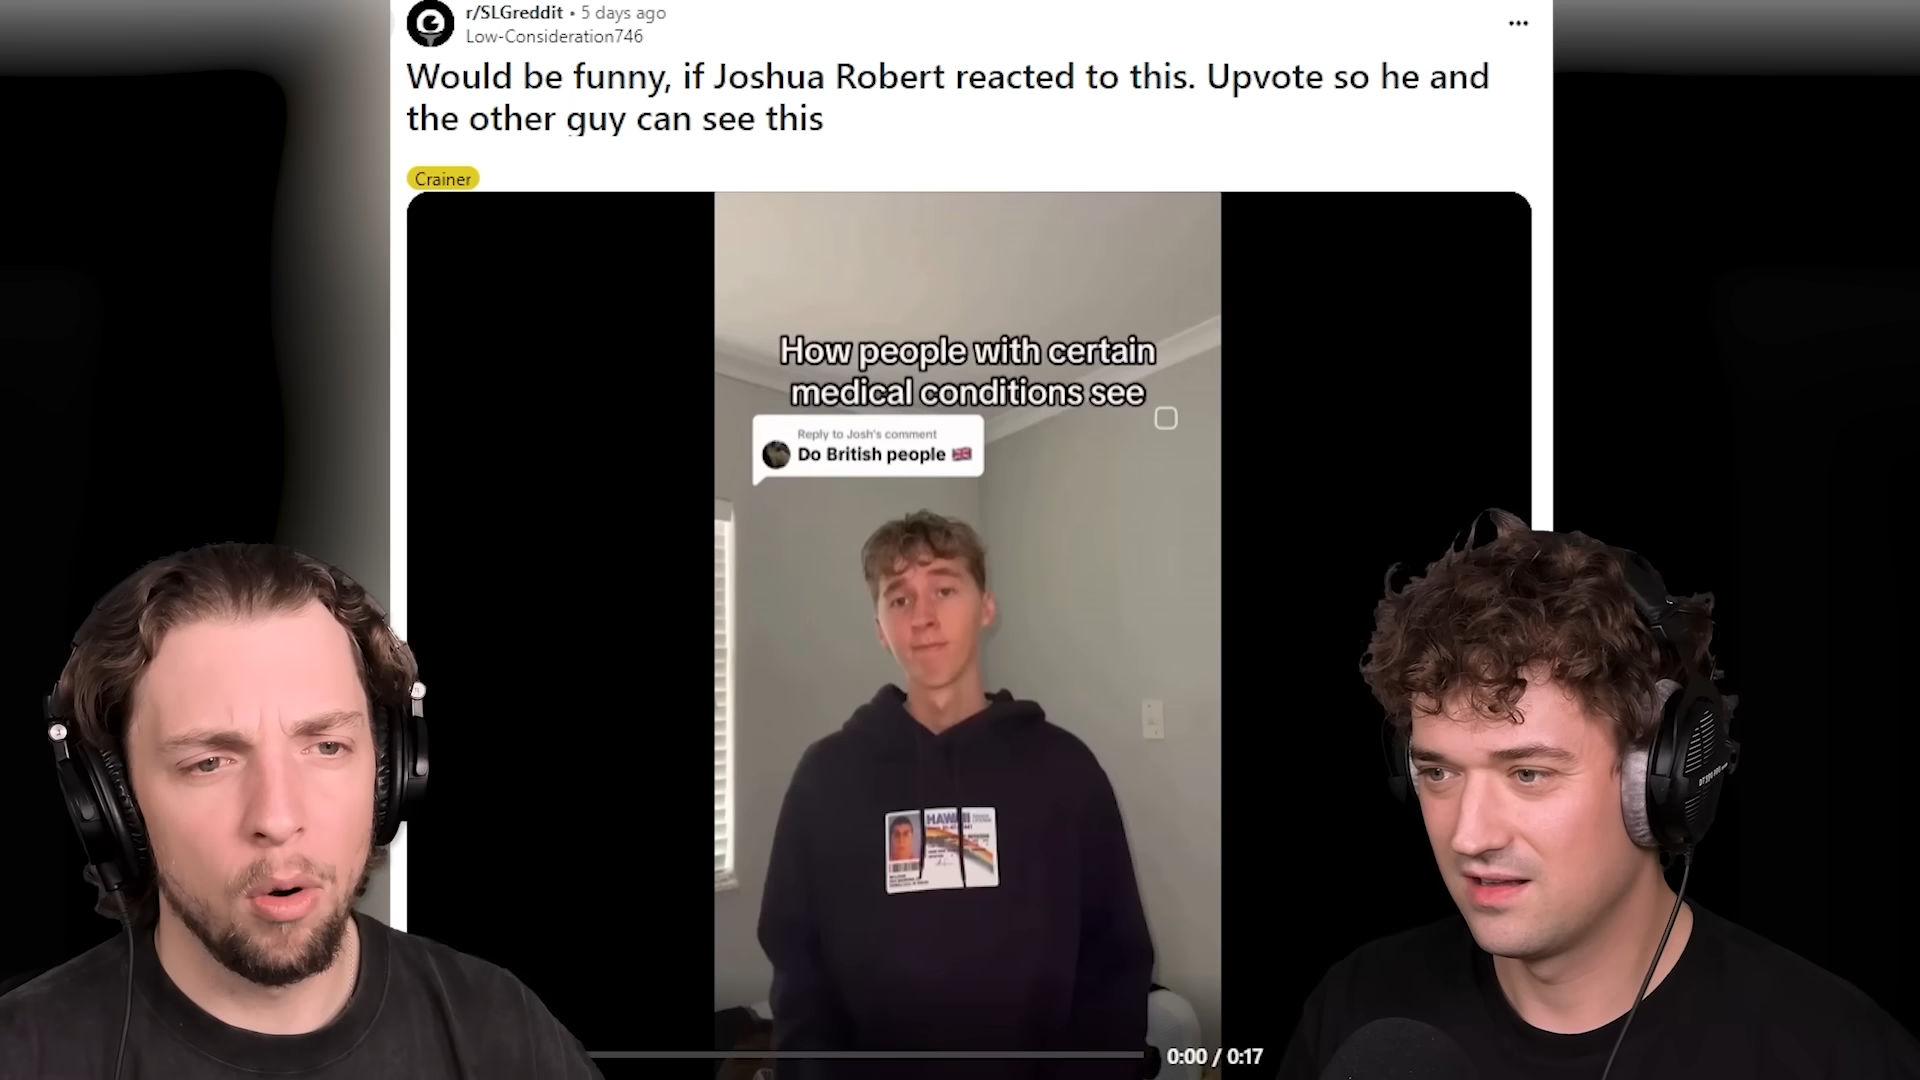 r/SLGreddit • 5 days ago
Low-Consideration746
Would be funny, if Joshua Robert reacted to this. Upvote so he and
the other guy can see this
Crainer
How people with certain
medical conditions see
Reply to Josh's comment
Do British people 🇬🇧
HAWAII
0:00 / 0:17